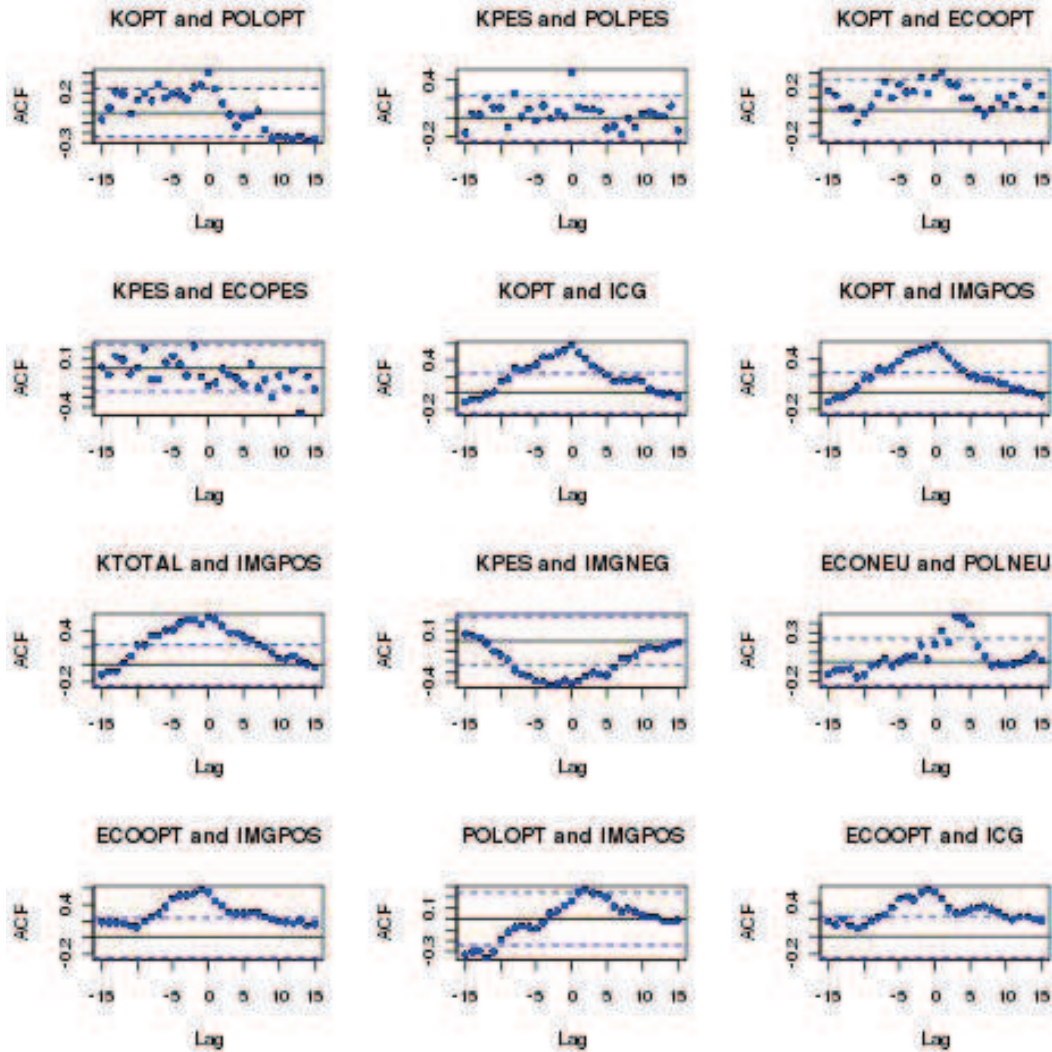 KOPT and POLOPT
KPES and POLPES
KOPT and ECOOPT
ACF
0.2
-0.3
-15 -5 0 5 10 15
Lag
ACF
0.4
-0.2
-15 -5 0 5 10 15
Lag
ACF
0.2
-0.2
-15 -5 0 5 10 15
Lag
KPES and ECOPES
KOPT and ICG
KOPT and IMGPOS
ACF
0.1
-0.4
-15 -5 0 5 10 15
Lag
ACF
0.4
-0.2
-15 -5 0 5 10 15
Lag
ACF
0.4
-0.2
-15 -5 0 5 10 15
Lag
KTOTAL and IMGPOS
KPES and IMGNEG
ECONEU and POLNEU
ACF
0.4
-0.2
-15 -5 0 5 10 15
Lag
ACF
0.1
-0.4
-15 -5 0 5 10 15
Lag
ACF
0.3
-0.2
-15 -5 0 5 10 15
Lag
ECOOPT and IMGPOS
POLOPT and IMGPOS
ECOOPT and ICG
ACF
0.4
-0.2
-15 -5 0 5 10 15
Lag
ACF
0.1
-0.3
-15 -5 0 5 10 15
Lag
ACF
0.4
-0.2
-15 -5 0 5 10 15
Lag